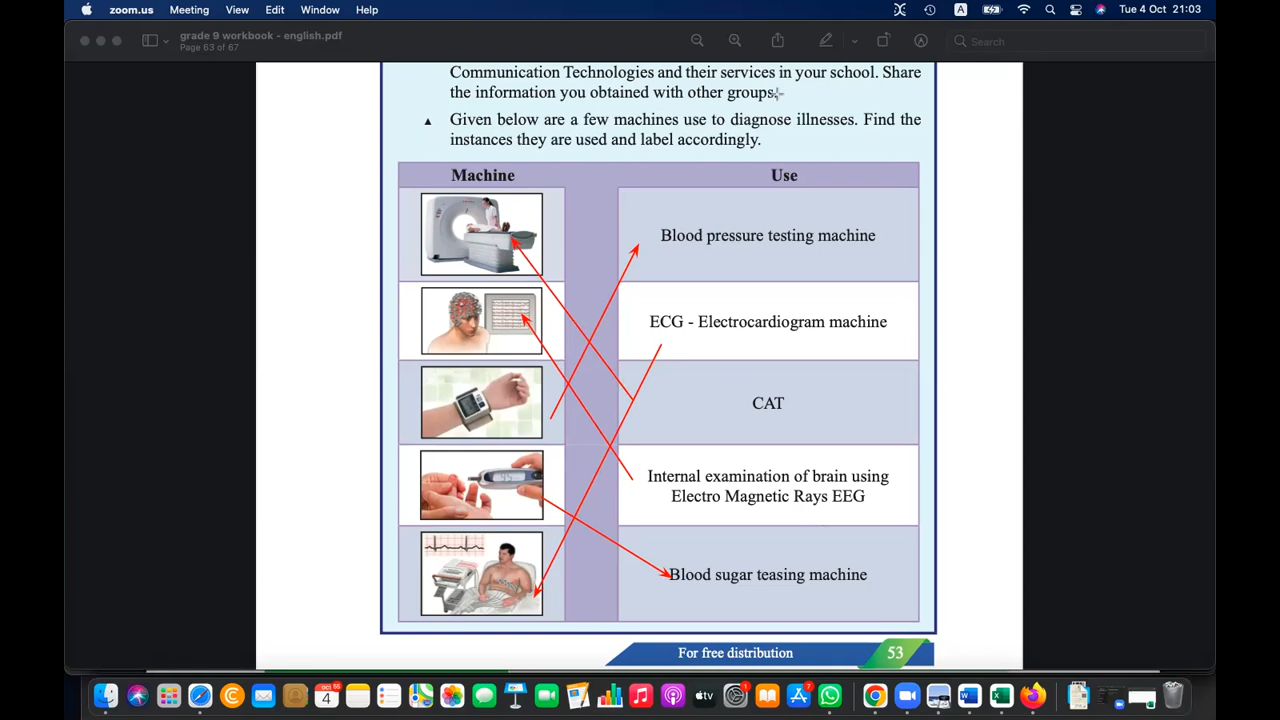 zoom.us Meeting View Edit Window Help A Tue 4 Oct 21:03
grade 9 workbook - english.pdf
Page 63 of 67
Search
Communication Technologies and their services in your school. Share
the information you obtained with other groups.
Given below are a few machines use to diagnose illnesses. Find the
instances they are used and label accordingly.
Machine Use
Blood pressure testing machine
ECG - Electrocardiogram machine
CAT
Internal examination of brain using
Electro Magnetic Rays EEG
Blood sugar teasing machine
For free distribution 53